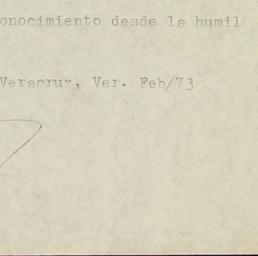 onocimiento desde la humil
Veracruz, Ver. Feb/73